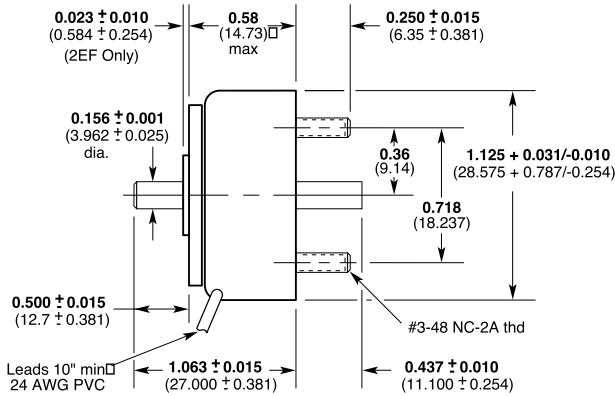 0.023 ± 0.010
(0.584 ± 0.254)
(2EF Only)
0.58
(14.73)□
max
0.250 ± 0.015
(6.35 ± 0.381)
0.156 ± 0.001
(3.962 ± 0.025)
dia.
0.36
(9.14)
1.125 + 0.031/-0.010
(28.575 + 0.787/-0.254)
0.718
(18.237)
0.500 ± 0.015
(12.7 ± 0.381)
#3-48 NC-2A thd
Leads 10" min□
24 AWG PVC
1.063 ± 0.015
(27.000 ± 0.381)
0.437 ± 0.010
(11.100 ± 0.254)